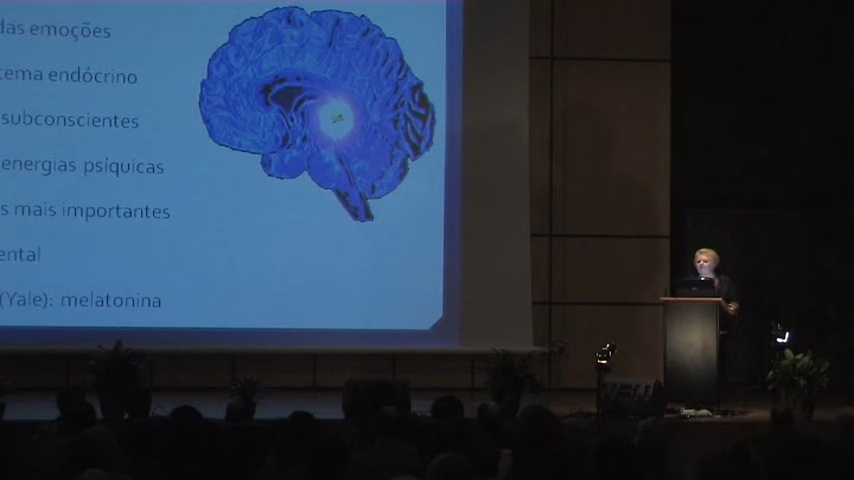 das emoções
tema endócrino
subconscientes
energias psíquicas
s mais importantes
ental
(Yale): melatonina